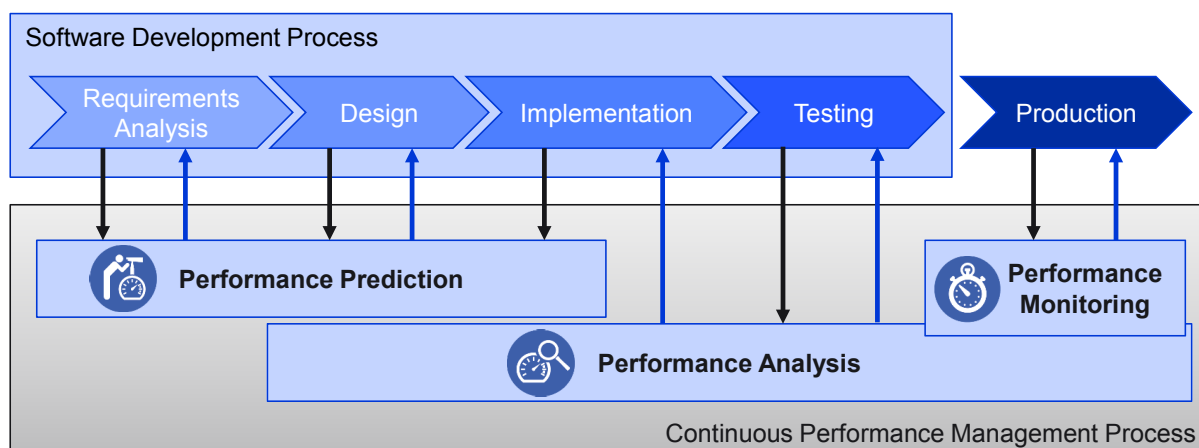 Software Development Process
Requirements
Analysis
Design
Implementation
Testing
Production
Performance Prediction
Performance
Monitoring
Performance Analysis
Continuous Performance Management Process